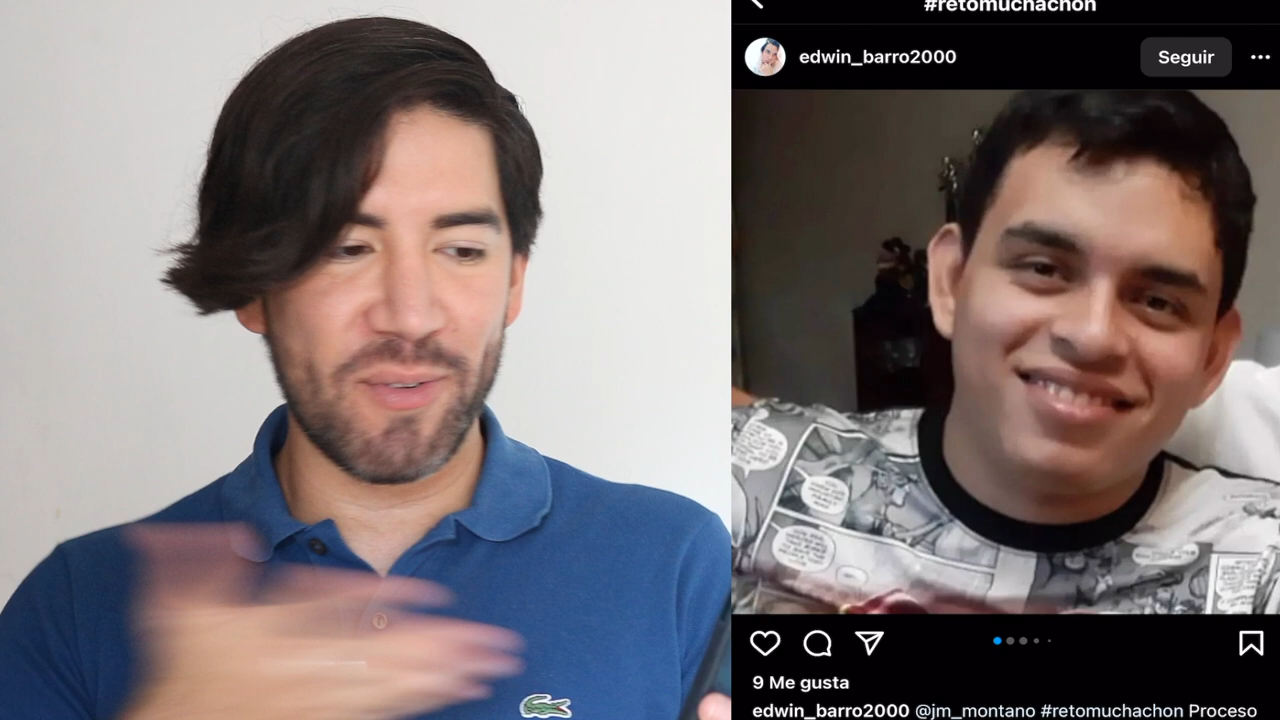 #retomuchachon
edwin_barro2000
Seguir
9 Me gusta
edwin_barro2000 @jm_montano #retomuchachon Proceso